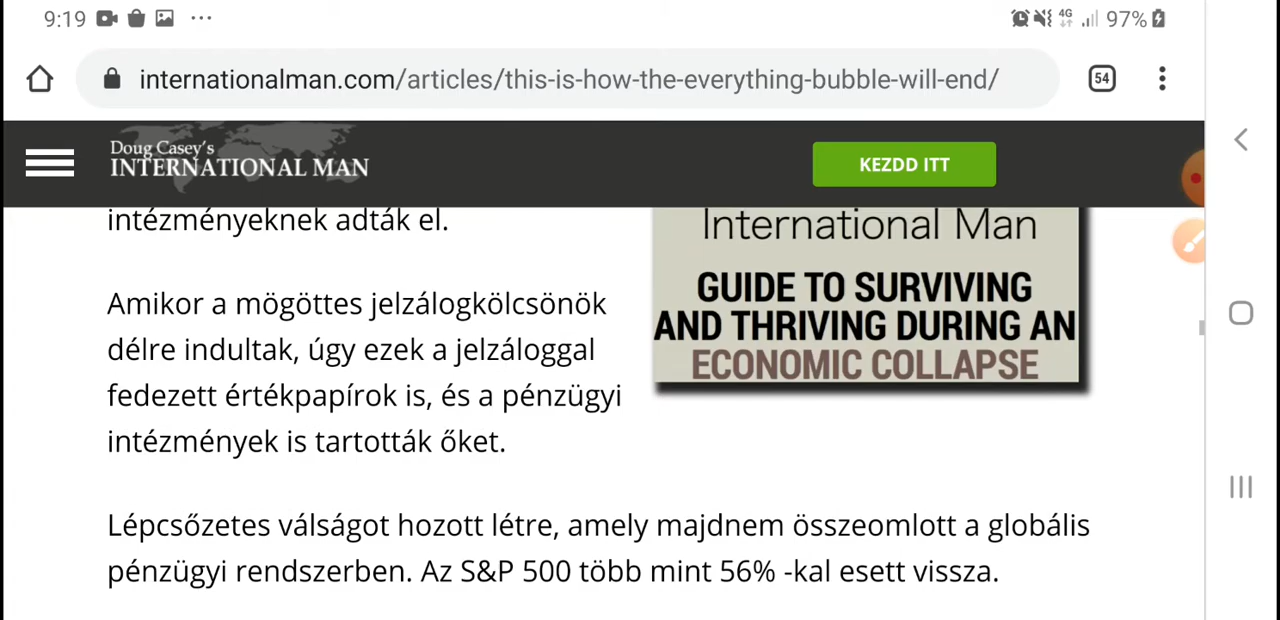 9:19
4G
97%
internationalman.com/articles/this-is-how-the-everything-bubble-will-end/
54
Doug Casey's
INTERNATIONAL MAN
KEZDD ITT
intézményeknek adták el.
International Man
GUIDE TO SURVIVING
AND THRIVING DURING AN
ECONOMIC COLLAPSE
Amikor a mögöttes jelzálogkölcsönök
délre indultak, úgy ezek a jelzáloggal
fedezett értékpapírok is, és a pénzügyi
intézmények is tartották őket.
Lépcsőzetes válságot hozott létre, amely majdnem összeomlott a globális
pénzügyi rendszerben. Az S&P 500 több mint 56% -kal esett vissza.